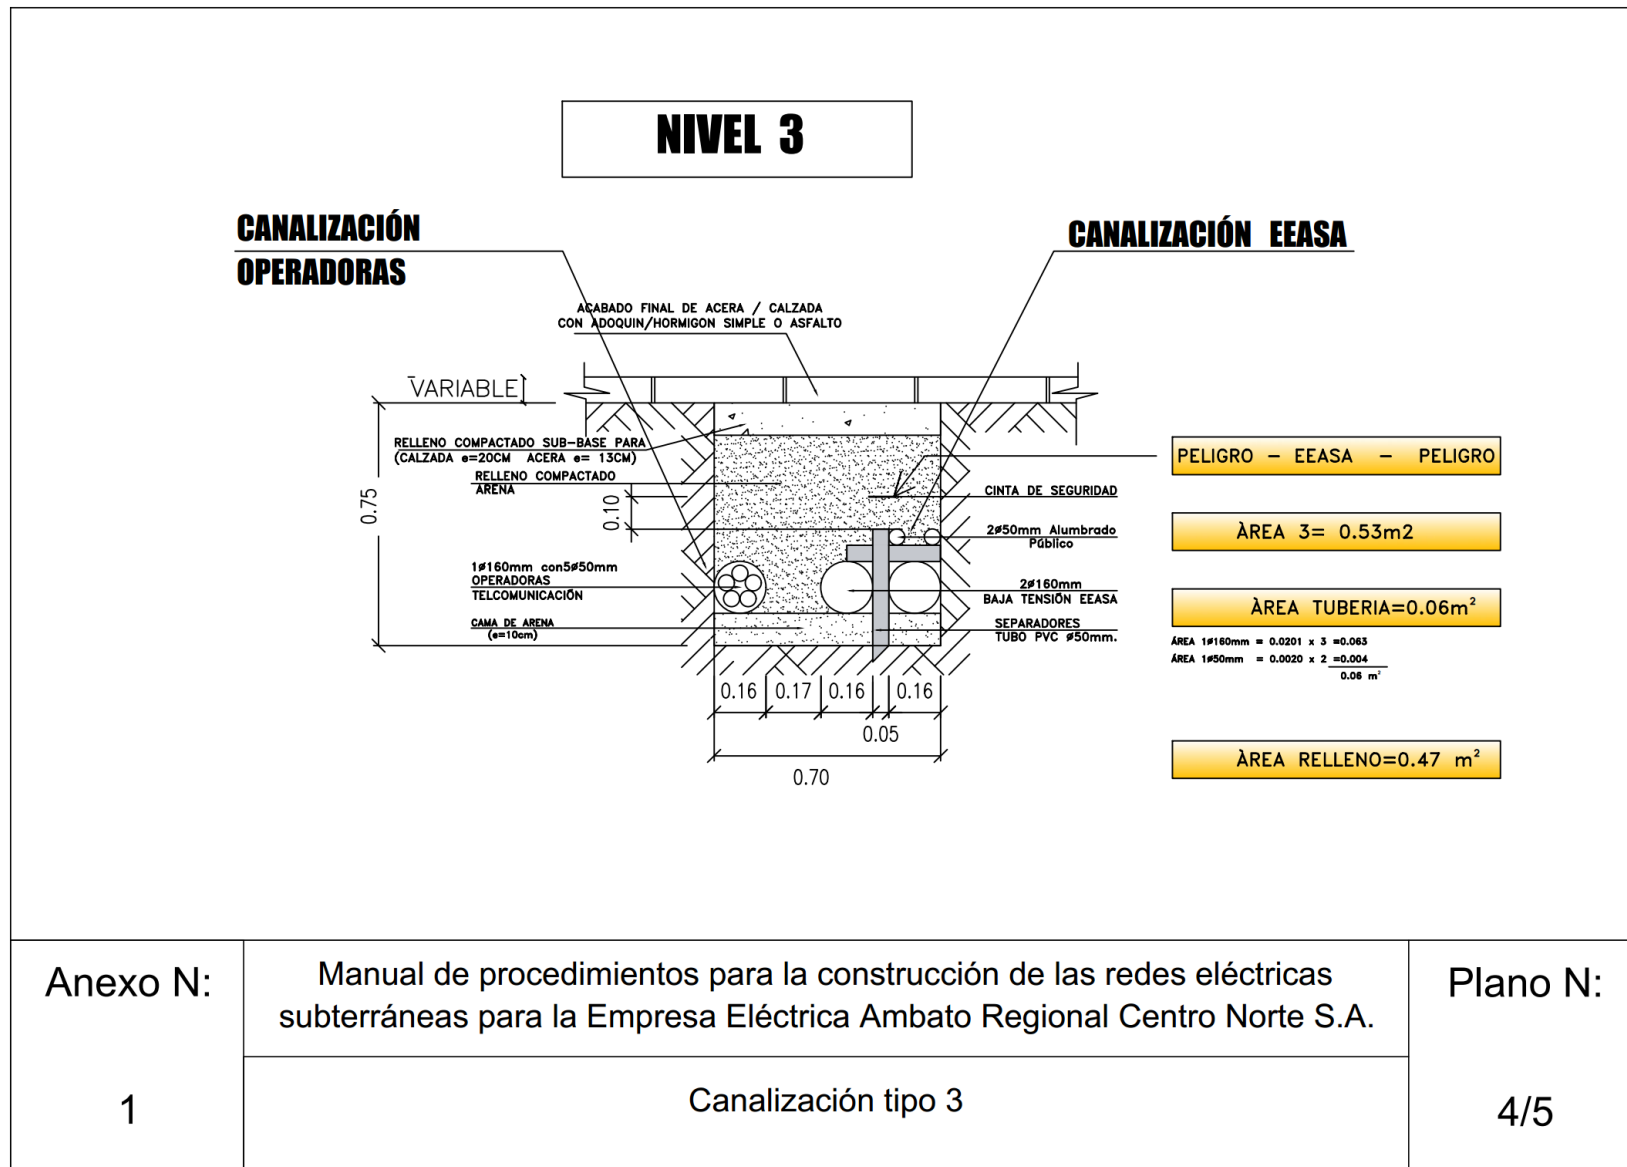 NIVEL 3
CANALIZACIÓN
OPERADORAS
CANALIZACIÓN EEASA
ACABADO FINAL DE ACERA / CALZADA
CON ADOQUIN/HORMIGON SIMPLE O ASFALTO
VARIABLE
RELLENO COMPACTADO SUB-BASE PARA
(CALZADA e=20CM ACERA e= 13CM)
RELLENO COMPACTADO
ARENA
0.75
0.10
1ø160mm con5ø50mm
OPERADORAS
TELCOMUNICACIÓN
CAMA DE ARENA
(e=10cm)
CINTA DE SEGURIDAD
2ø50mm Alumbrado
Público
2ø160mm
BAJA TENSIÓN EEASA
SEPARADORES
TUBO PVC ø50mm.
0.16
0.17
0.16
0.16
0.05
0.70
PELIGRO - EEASA - PELIGRO
ÀREA 3= 0.53m2
ÀREA TUBERIA=0.06m²
ÁREA 1ø160mm = 0.0201 x 3 =0.063
ÁREA 1ø50mm = 0.0020 x 2 =0.004
0.06 m²
ÀREA RELLENO=0.47 m²
Anexo N:
1
Manual de procedimientos para la construcción de las redes eléctricas
subterráneas para la Empresa Eléctrica Ambato Regional Centro Norte S.A.
Canalización tipo 3
Plano N:
4/5